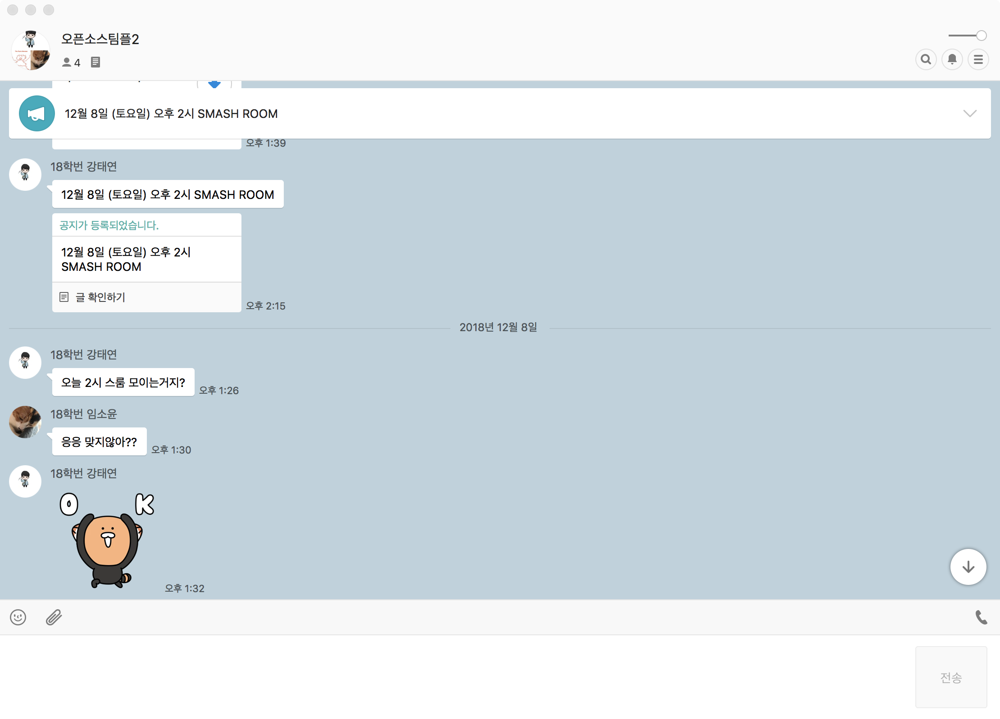 오픈소스팀플2
4
12월 8일 (토요일) 오후 2시 SMASH ROOM
오후 1:39
18학번 강태연
12월 8일 (토요일) 오후 2시 SMASH ROOM
공지가 등록되었습니다.
12월 8일 (토요일) 오후 2시
SMASH ROOM
글 확인하기
오후 2:15
2018년 12월 8일
18학번 강태연
오늘 2시 스룸 모이는거지?
오후 1:26
18학번 임소윤
응응 맞지않아??
오후 1:30
18학번 강태연
O K
오후 1:32
전송